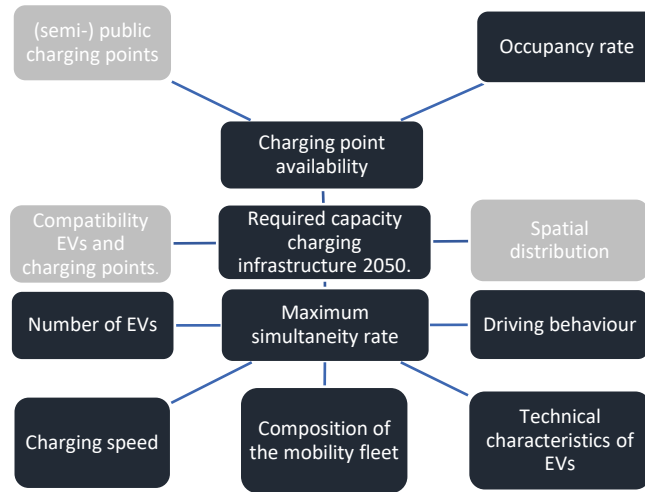 (semi-) public
charging points
Occupancy rate
Charging point
availability
Compatibility
EVs and
charging points.
Required capacity
charging
infrastructure 2050.
Spatial
distribution
Number of EVs
Maximum
simultaneity rate
Driving behaviour
Charging speed
Composition of
the mobility fleet
Technical
characteristics of
EVs